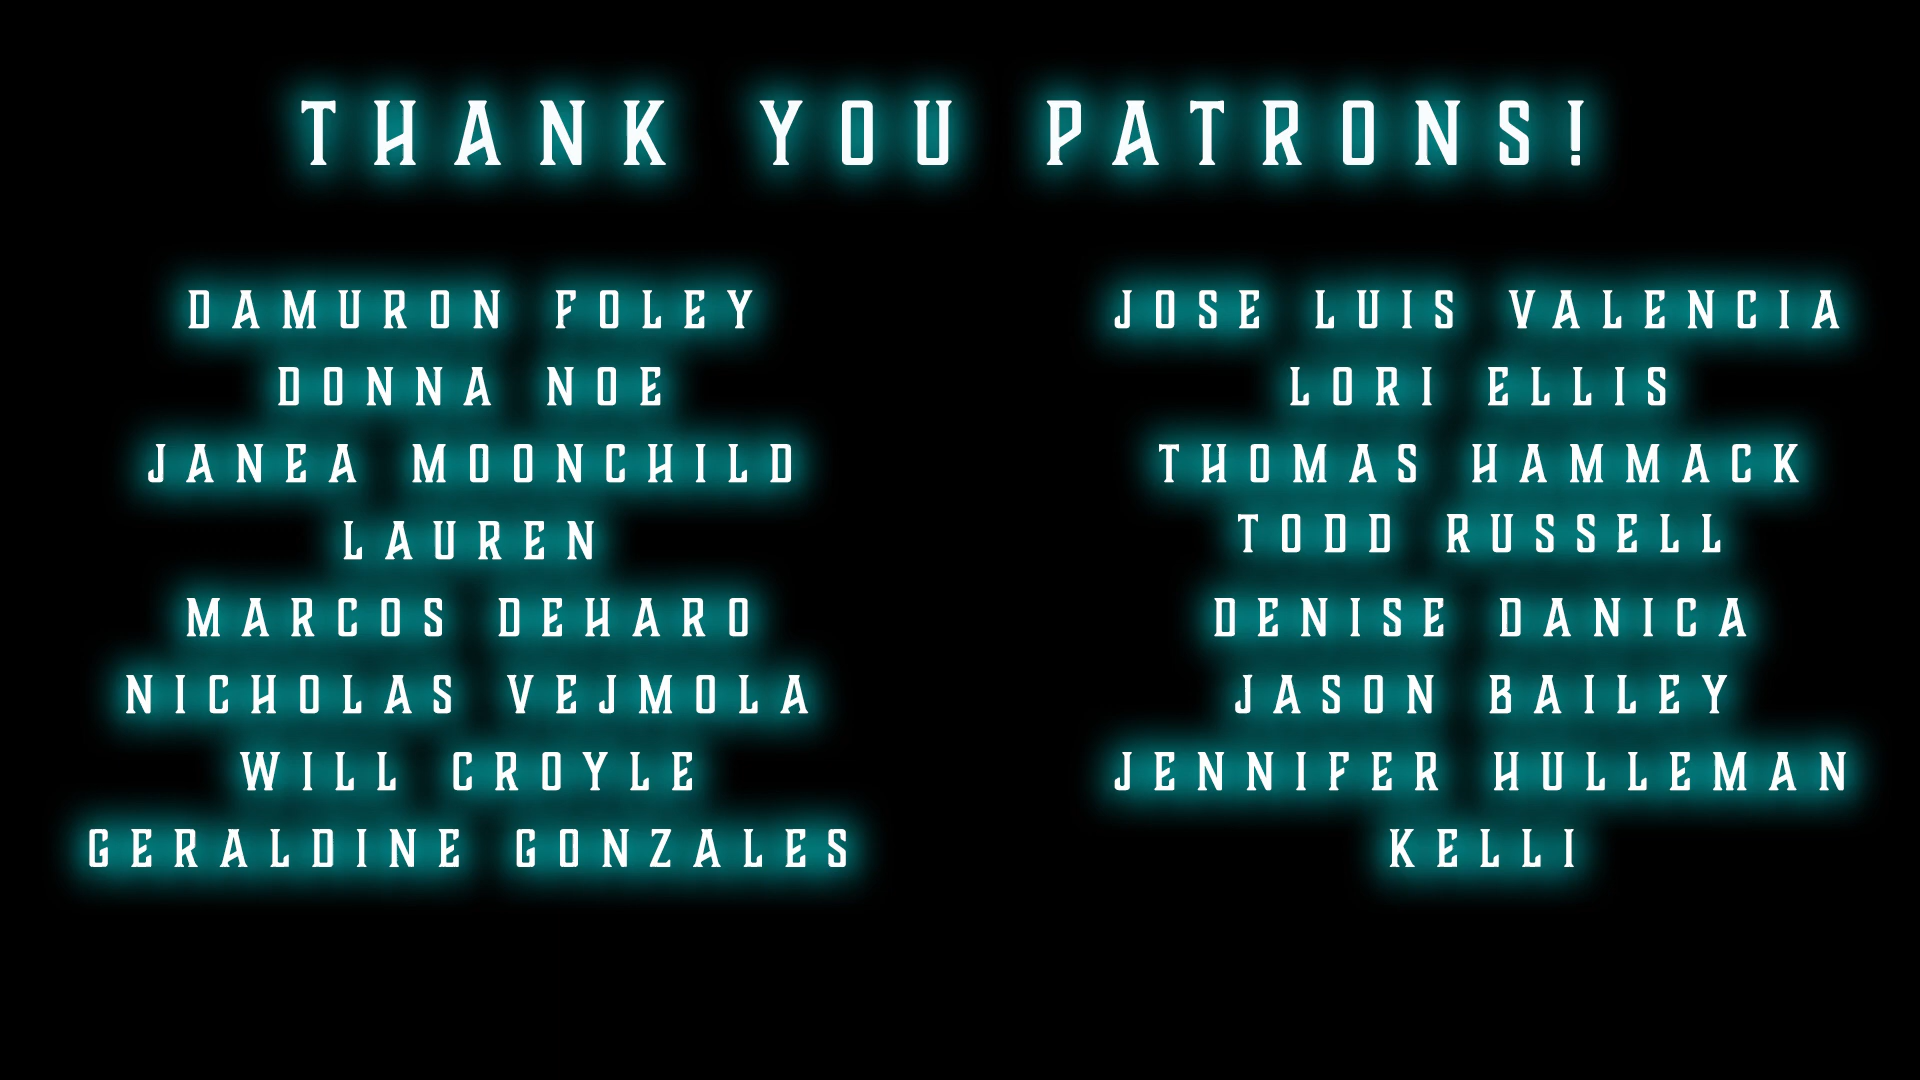 THANK YOU PATRONS!
DAMURON FOLEY
DONNA NOE
JANEA MOONCHILD
LAUREN
MARCOS DEHARO
NICHOLAS VEJMOLA
WILL CROYLE
GERALDINE GONZALES
JOSE LUIS VALENCIA
LORI ELLIS
THOMAS HAMMACK
TODD RUSSELL
DENISE DANICA
JASON BAILEY
JENNIFER HULLEMAN
KELLI